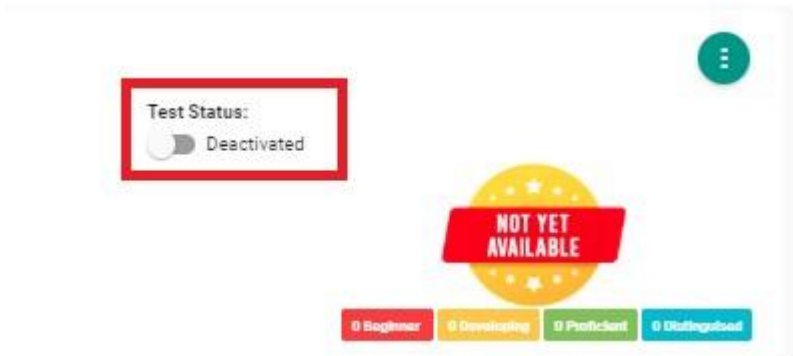 Test Status:
Deactivated
NOT YET
AVAILABLE
0 Beginner
0 Developing
0 Proficient
0 Distinguised